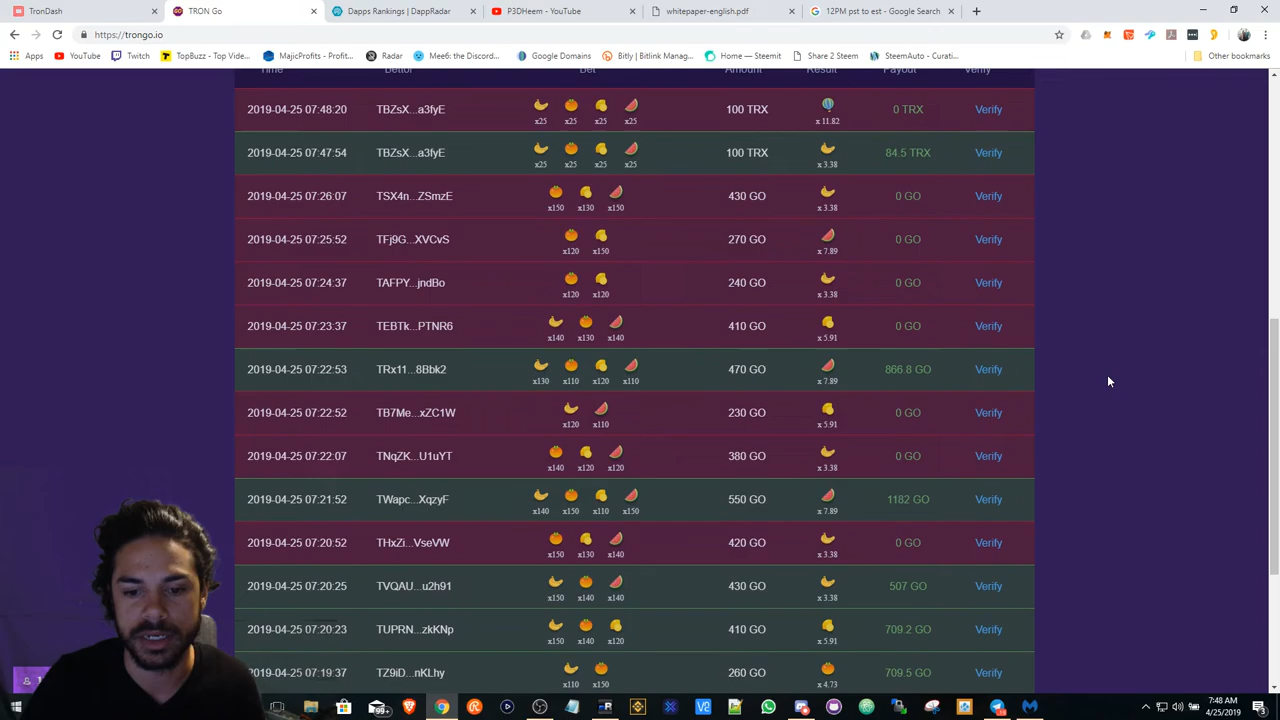 TronDash
TRON Go
Dapps Rankings | DappRadar
P3DHeem - YouTube
whitepaper-english.pdf
12PM pst to est - Google Search
https://trongo.io
Apps
YouTube
Twitch
TopBuzz - Top Vide...
MajicProfits - Profit...
Radar
Mee6: the Discord...
Google Domains
Bitly | Bitlink Manag...
Home — Steemit
Share 2 Steem
SteemAuto - Curati...
Other bookmarks
Time Bettor Bet Amount Result Payout Verify
2019-04-25 07:48:20 TBZsX...a3fyE 100 TRX 0 TRX Verify
x25 x25 x25 x25 x 11.82
2019-04-25 07:47:54 TBZsX...a3fyE 100 TRX 84.5 TRX Verify
x25 x25 x25 x25 x 3.38
2019-04-25 07:26:07 TSX4n...ZSmzE 430 GO 0 GO Verify
x150 x130 x150 x 3.38
2019-04-25 07:25:52 TFj9G...XVCvS 270 GO 0 GO Verify
x120 x150 x 7.89
2019-04-25 07:24:37 TAFPY...jndBo 240 GO 0 GO Verify
x120 x120 x 3.38
2019-04-25 07:23:37 TEBTk...PTNR6 410 GO 0 GO Verify
x140 x130 x140 x 5.91
2019-04-25 07:22:53 TRx11...8Bbk2 470 GO 866.8 GO Verify
x130 x110 x120 x110 x 7.89
2019-04-25 07:22:52 TB7Me...xZC1W 230 GO 0 GO Verify
x120 x110 x 5.91
2019-04-25 07:22:07 TNqZK...U1uYT 380 GO 0 GO Verify
x140 x120 x120 x 3.38
2019-04-25 07:21:52 TWapc...XqzyF 550 GO 1182 GO Verify
x140 x150 x110 x150 x 7.89
2019-04-25 07:20:52 THxZi...VseVW 420 GO 0 GO Verify
x150 x130 x140 x 3.38
2019-04-25 07:20:25 TVQAU...u2h91 430 GO 507 GO Verify
x150 x140 x140 x 3.38
2019-04-25 07:20:23 TUPRN...zkKNp 410 GO 709.2 GO Verify
x150 x140 x120 x 5.91
2019-04-25 07:19:37 TZ9iD...nKLhy 260 GO 709.5 GO Verify
x110 x150 x 4.73
99+
7:48 AM
4/25/2019